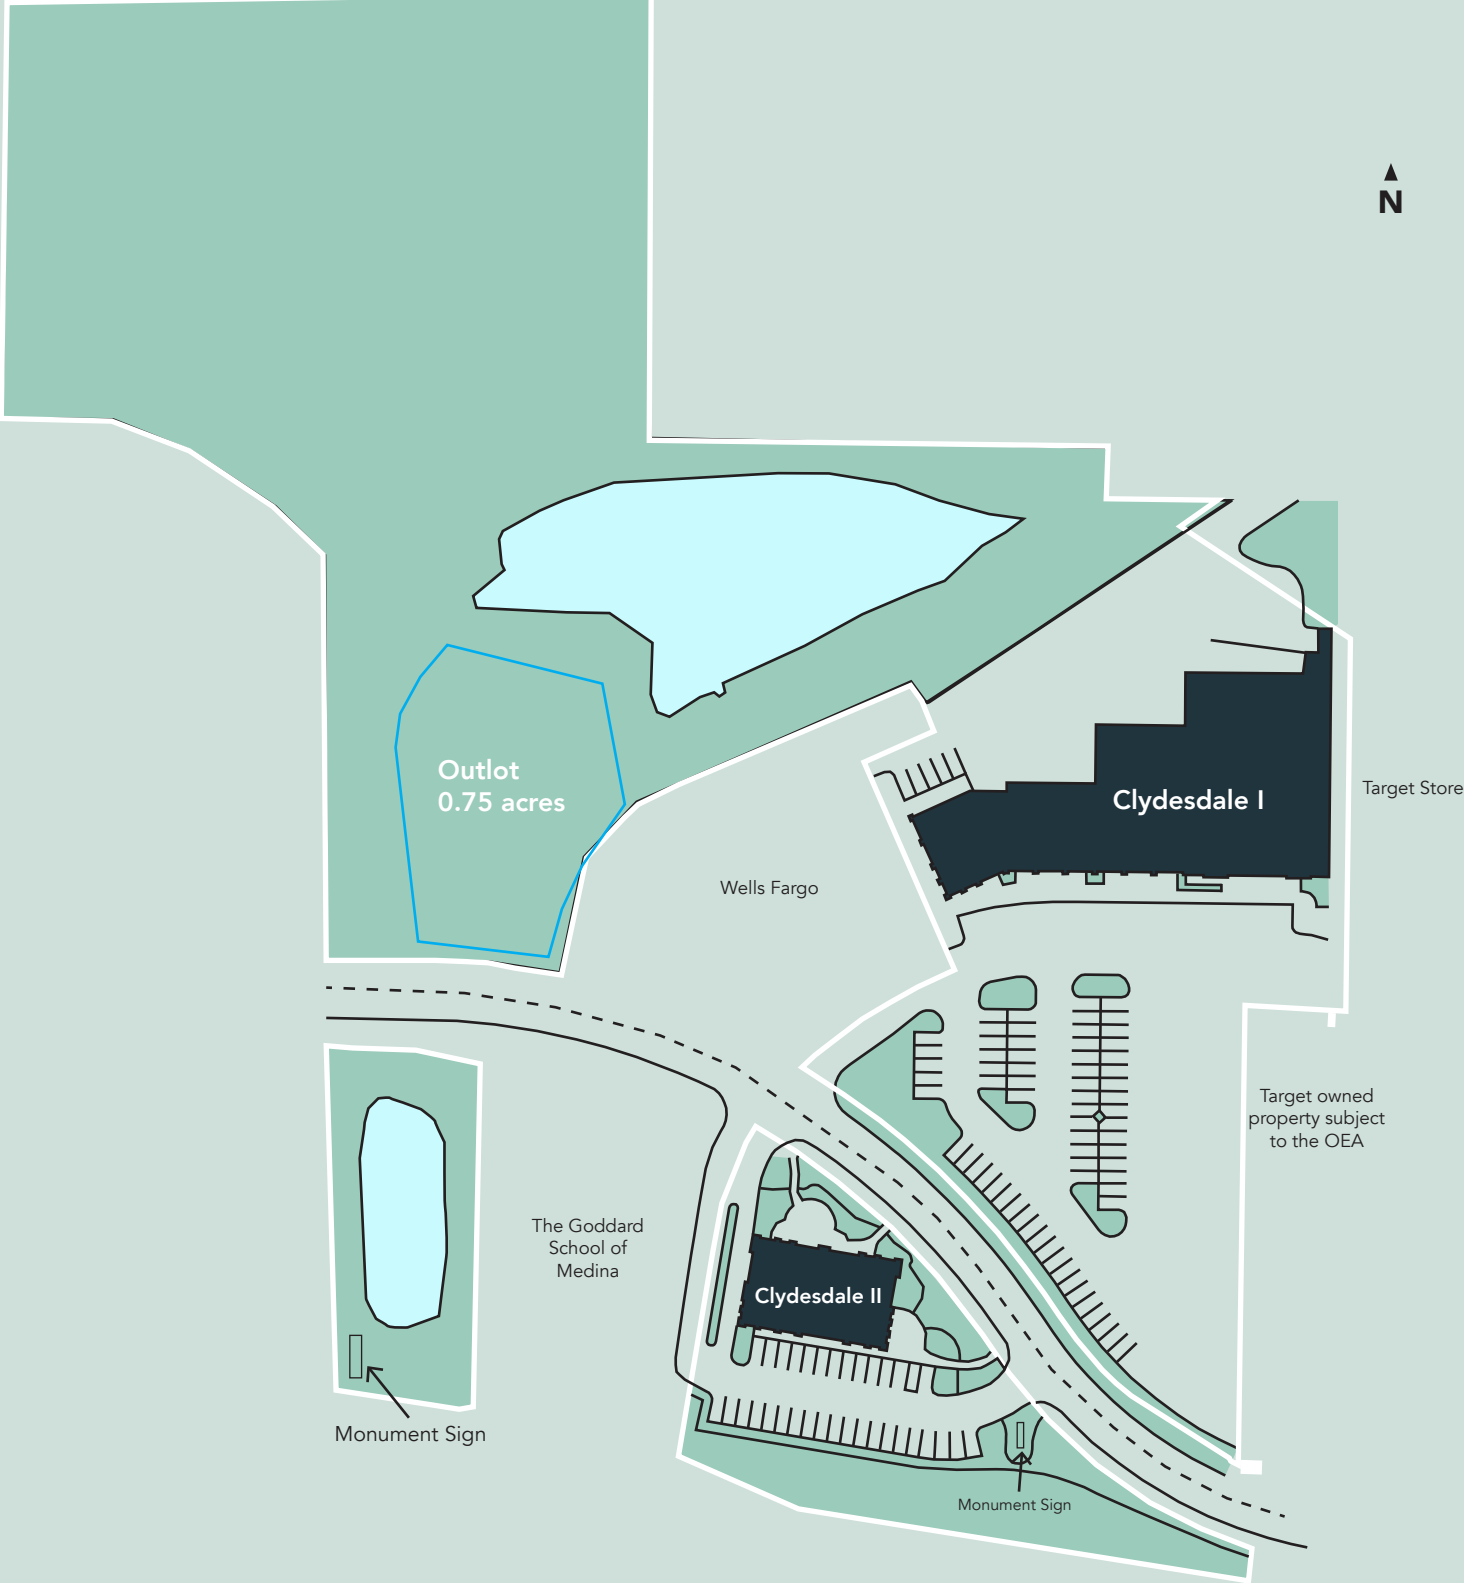 N
Outlot
0.75 acres
Clydesdale I
Target Store
Wells Fargo
Target owned
property subject
to the OEA
The Goddard
School of
Medina
Clydesdale II
Monument Sign
Monument Sign